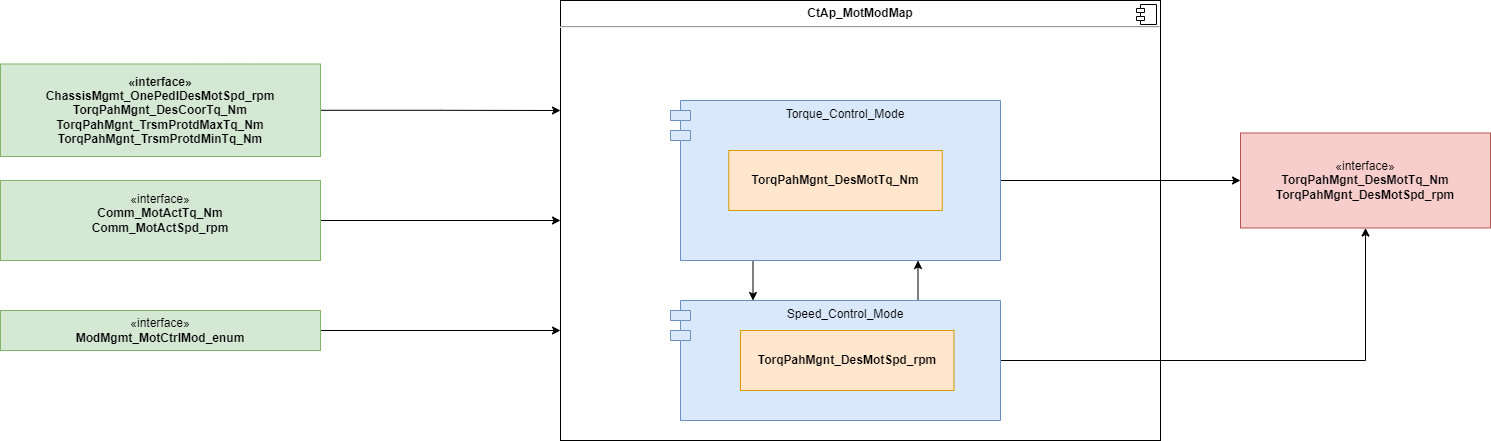 CtAp_MotModMap
«interface»
ChassisMgmt_OnePedlDesMotSpd_rpm
TorqPahMgnt_DesCoorTq_Nm
TorqPahMgnt_TrsmProtdMaxTq_Nm
TorqPahMgnt_TrsmProtdMinTq_Nm
«interface»
Comm_MotActTq_Nm
Comm_MotActSpd_rpm
«interface»
ModMgmt_MotCtrlMod_enum
Torque_Control_Mode
TorqPahMgnt_DesMotTq_Nm
Speed_Control_Mode
TorqPahMgnt_DesMotSpd_rpm
«interface»
TorqPahMgnt_DesMotTq_Nm
TorqPahMgnt_DesMotSpd_rpm